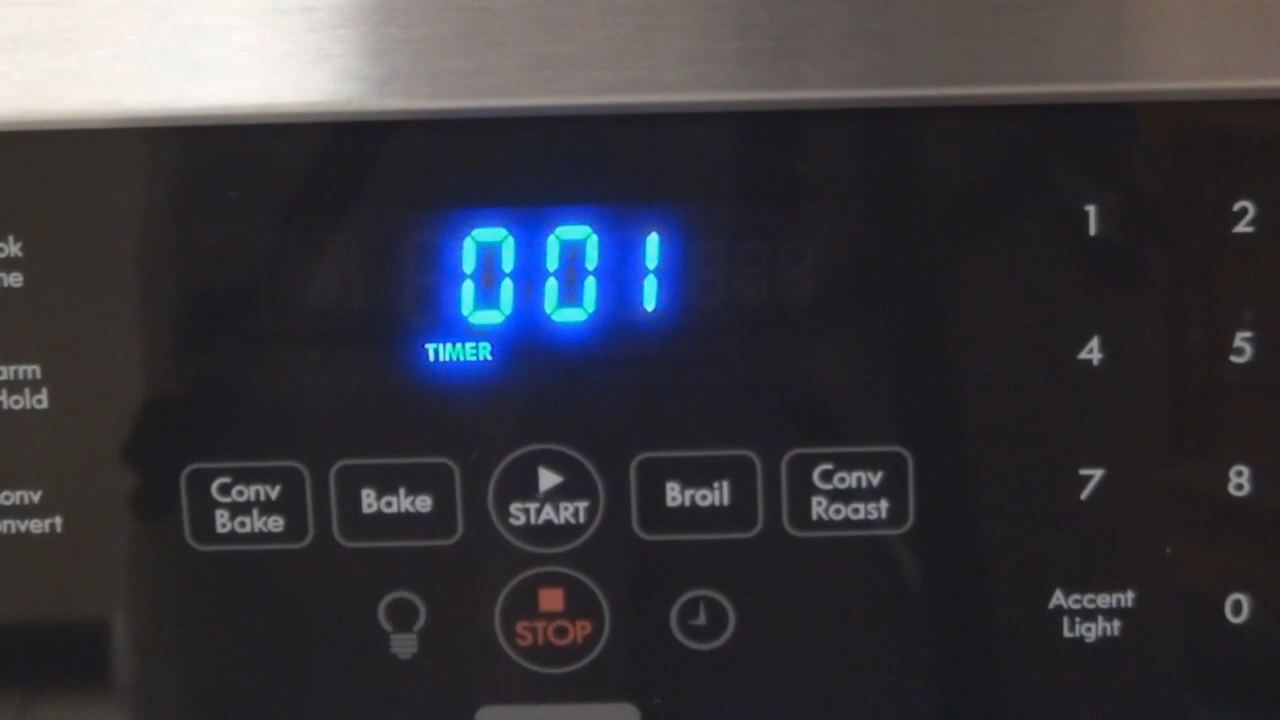 001
TIMER
Conv
Bake
Bake
START
Broil
Conv
Roast
STOP
1
2
4
5
7
8
Accent
Light
0